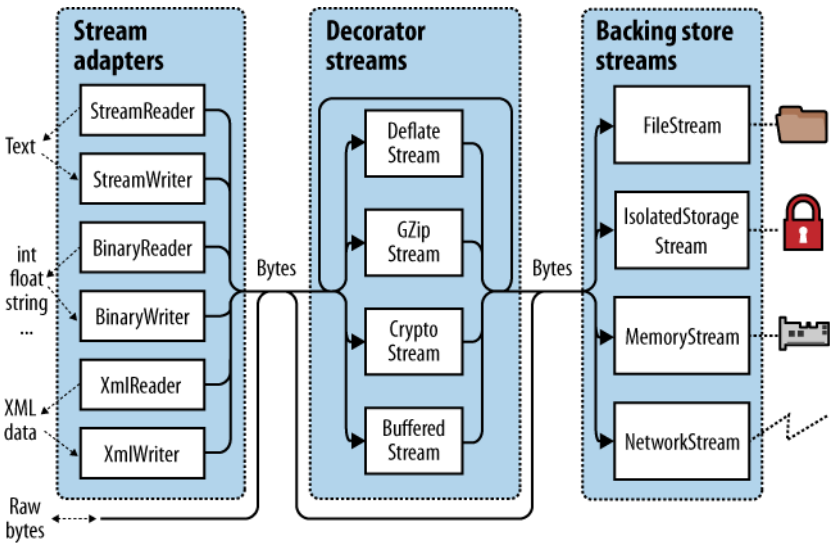 Stream
adapters
StreamReader
StreamWriter
BinaryReader
BinaryWriter
XmlReader
XmlWriter
Text
int
float
string
...
XML
data
Raw
bytes
Bytes
Decorator
streams
Deflate
Stream
GZip
Stream
Crypto
Stream
Buffered
Stream
Bytes
Backing store
streams
FileStream
IsolatedStorage
Stream
MemoryStream
NetworkStream